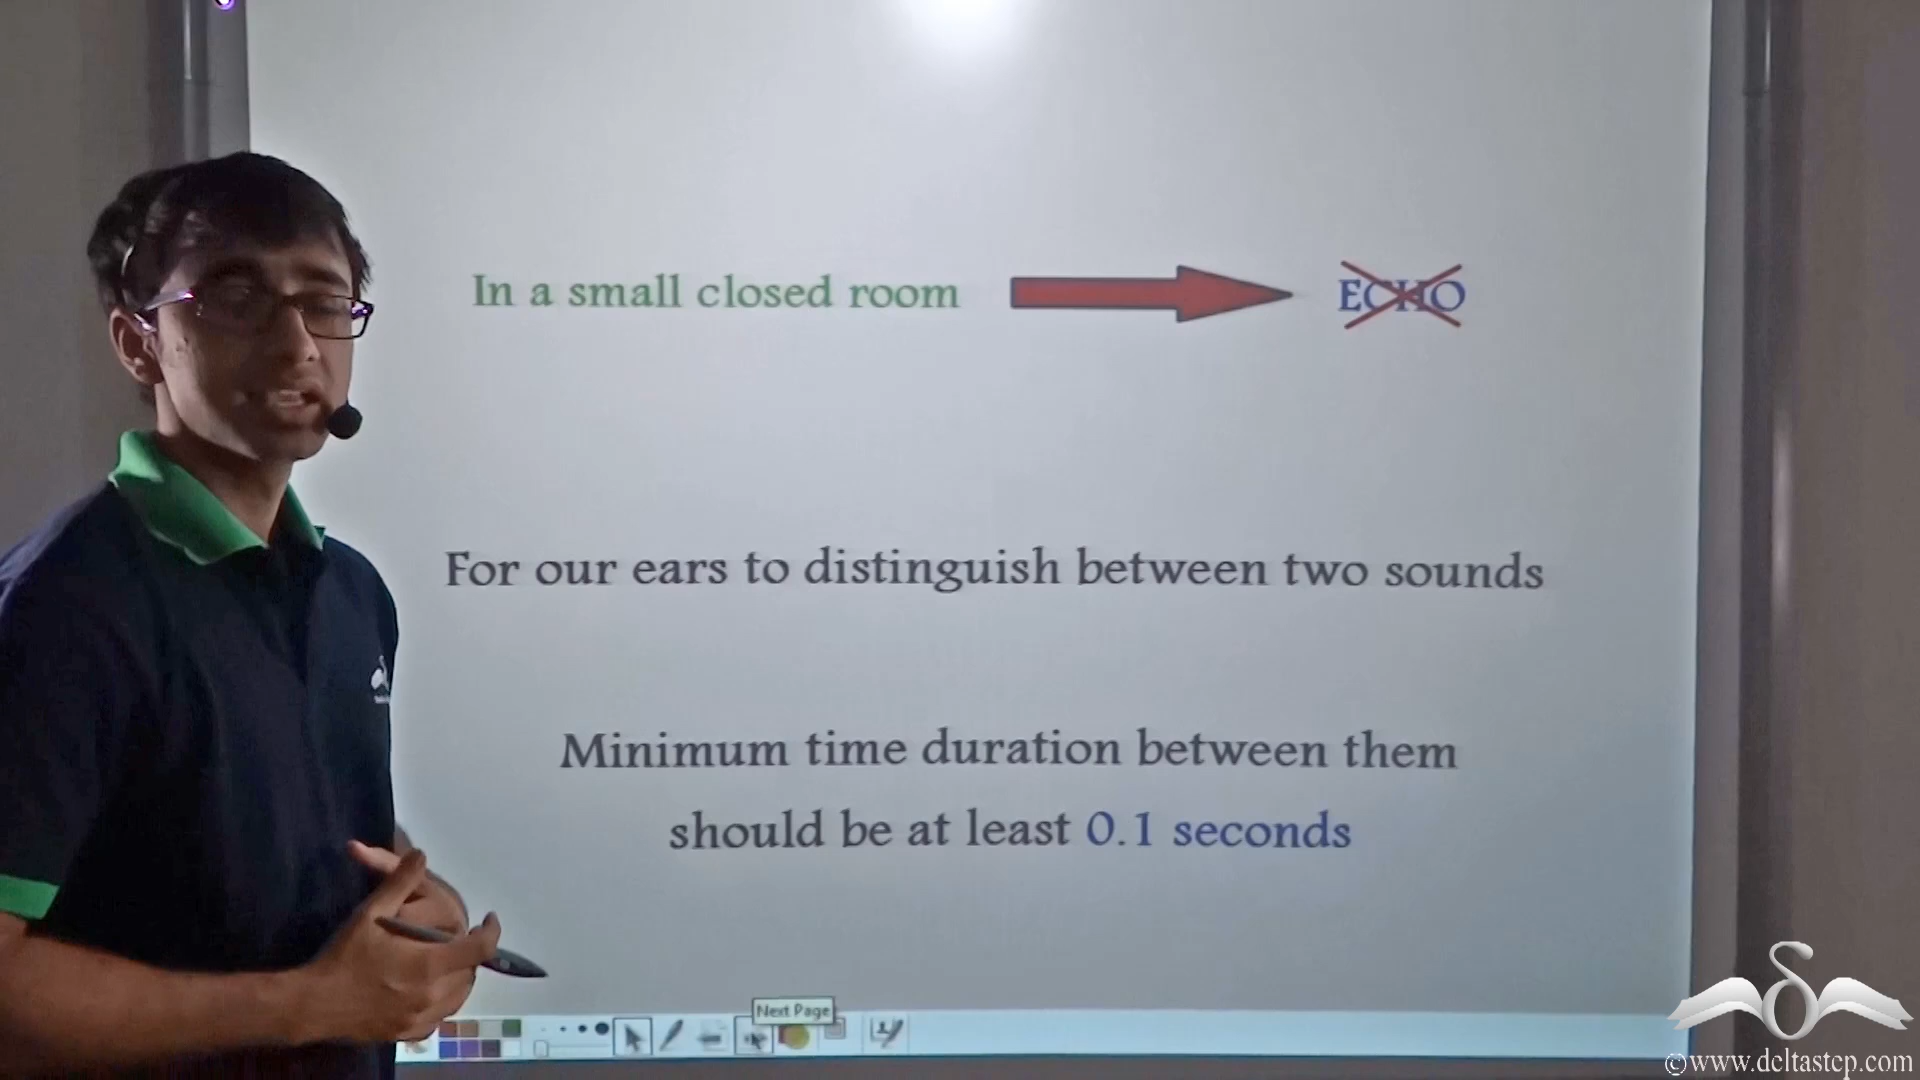 In a small closed room
ECHO
For our ears to distinguish between two sounds
Minimum time duration between them
should be at least 0.1 seconds
Next Page
©www.deltastep.com